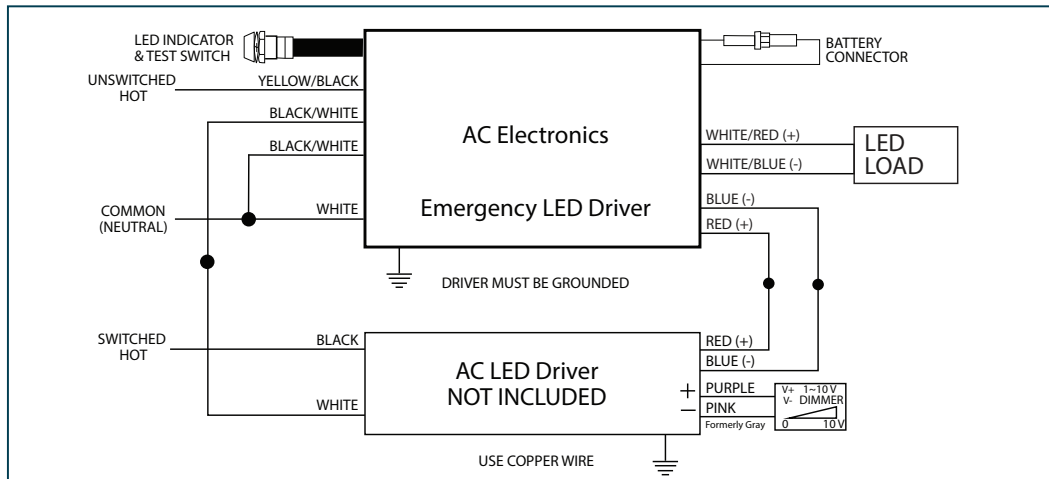 LED INDICATOR
& TEST SWITCH
BATTERY
CONNECTOR
UNSWITCHED
HOT
YELLOW/BLACK
BLACK/WHITE
BLACK/WHITE
AC Electronics
WHITE/RED (+)
WHITE/BLUE (-)
LED
LOAD
COMMON
(NEUTRAL)
WHITE
Emergency LED Driver
BLUE (-)
RED (+)
DRIVER MUST BE GROUNDED
SWITCHED
HOT
BLACK
AC LED Driver
NOT INCLUDED
RED (+)
BLUE (-)
WHITE
+
PURPLE
−
PINK
Formerly Gray
V+ 1~10 V
V- DIMMER
0 10 V
USE COPPER WIRE